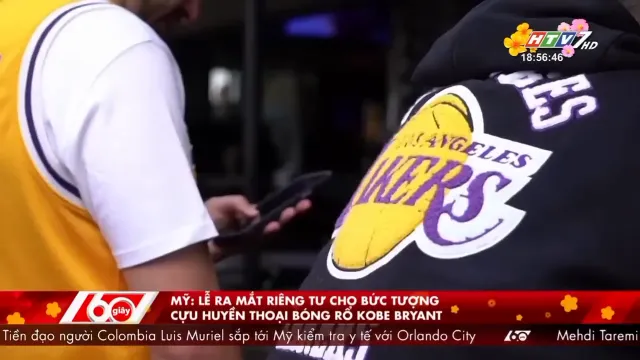 HTV7 HD
18:56:46
GELES
LOS ANGELES
LAKERS
60 giây
MỸ: LỄ RA MẮT RIÊNG TƯ CHO BỨC TƯỢNG
CỰU HUYỀN THOẠI BÓNG RỔ KOBE BRYANT
Tiền đạo người Colombia Luis Muriel sắp tới Mỹ kiểm tra y tế với Orlando City 60 Mehdi Taremi